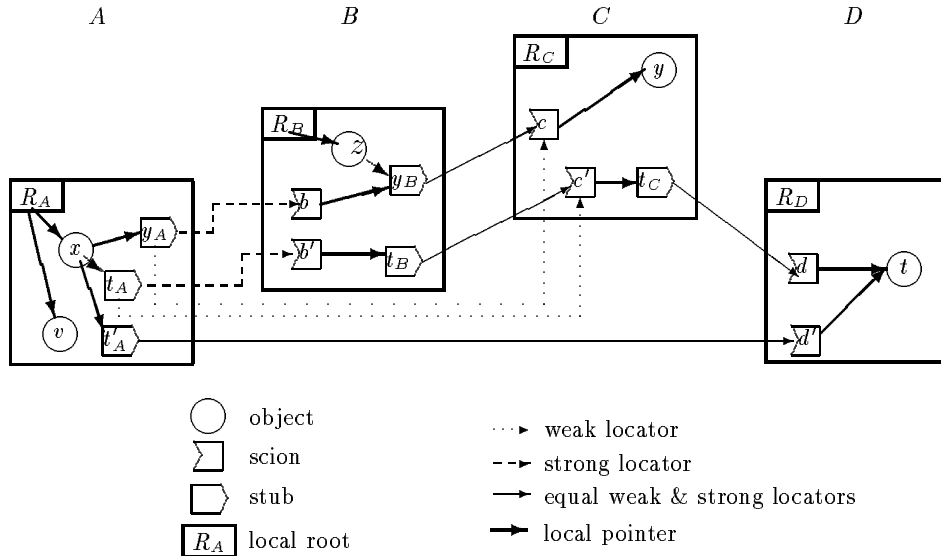 A B C D
R_C y
c
R_B z
y_B c′ t_C
R_A b R_D
y_A
x b′ t_B d t
t_A
v t′_A d′
object
scion
stub
R_A local root
weak locator
strong locator
equal weak & strong locators
local pointer